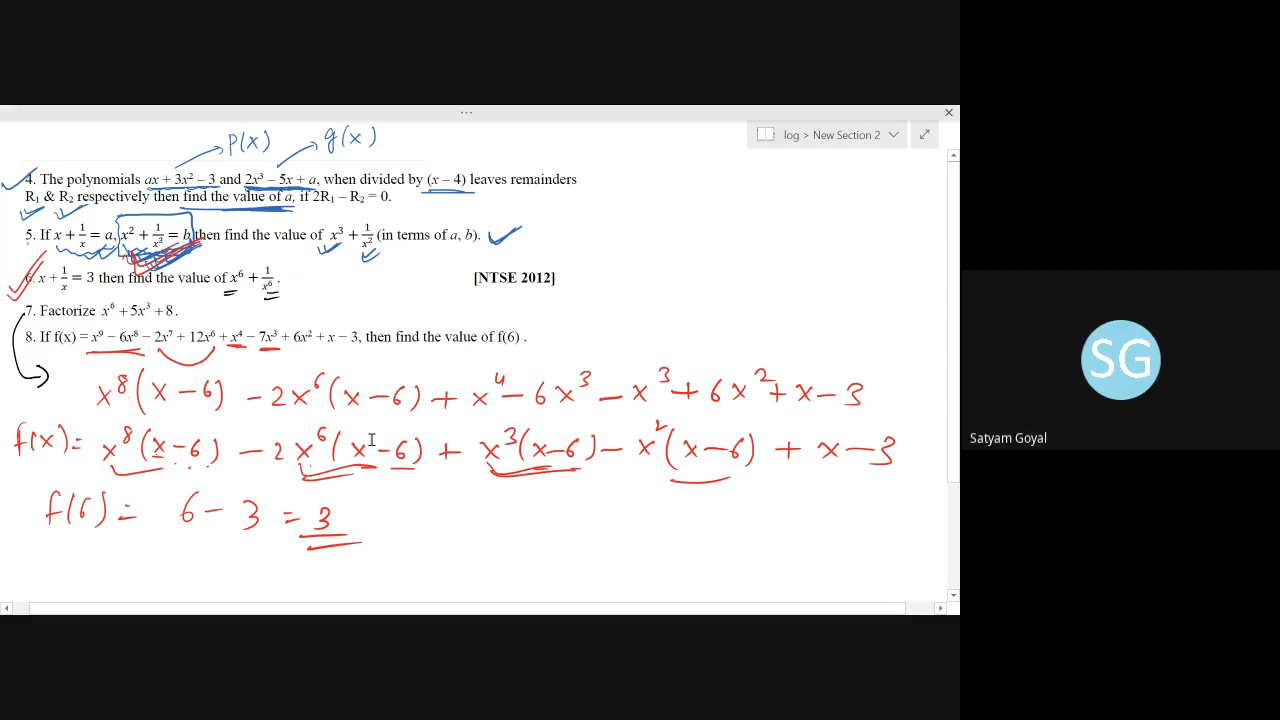 log > New Section 2
p(x) g(x)
4. The polynomials ax + 3x² – 3 and 2x³ – 5x + a, when divided by (x – 4) leaves remainders
R₁ & R₂ respectively then find the value of a, if 2R₁ – R₂ = 0.
5. If x + 1/x = a, x² + 1/x³ = b then find the value of x³ + 1/x² (in terms of a, b).
6. x + 1/x = 3 then find the value of x⁶ + 1/x⁶ . [NTSE 2012]
7. Factorize x⁶ + 5x³ + 8 .
8. If f(x) = x⁹ – 6x⁸ – 2x⁷ + 12x⁶ + x⁴ – 7x³ + 6x² + x – 3, then find the value of f(6) .
x⁸(x – 6) – 2x⁶(x – 6) + x⁴ – 6x³ – x³ + 6x² + x – 3
f(x) = x⁸(x – 6) – 2x⁶(x – 6) + x³(x – 6) – x²(x – 6) + x – 3
f(6) = 6 – 3 = 3
SG
Satyam Goyal